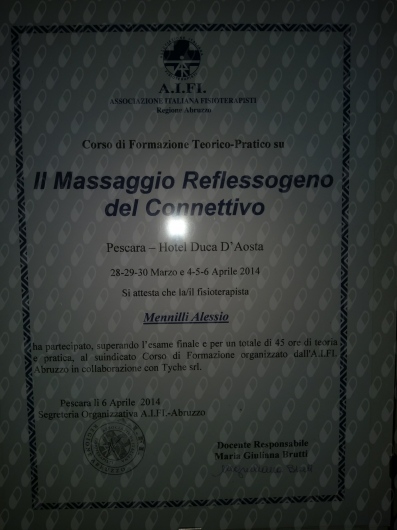 A.I.FI.
ASSOCIAZIONE ITALIANA FISIOTERAPISTI
Regione Abruzzo
Corso di Formazione Teorico-Pratico su
Il Massaggio Reflessogeno
del Connettivo
Pescara – Hotel Duca D'Aosta
28-29-30 Marzo e 4-5-6 Aprile 2014
Si attesta che la/il fisioterapista
Mennilli Alessio
ha partecipato, superando l'esame finale e per un totale di 45 ore di teoria
e pratica, al suindicato Corso di Formazione organizzato dall'A.I.FI.
Abruzzo in collaborazione con Tyche srl.
Pescara lì 6 Aprile 2014
Segreteria Organizzativa A.I.FI.-Abruzzo
Docente Responsabile
Maria Giuliana Brutti